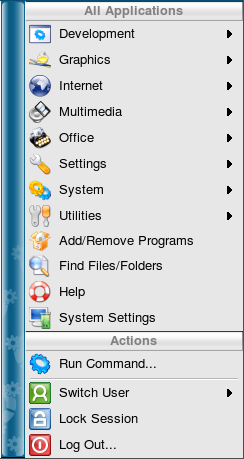 All Applications
Development
Graphics
Internet
Multimedia
Office
Settings
System
Utilities
Add/Remove Programs
Find Files/Folders
Help
System Settings
Actions
Run Command...
Switch User
Lock Session
Log Out...